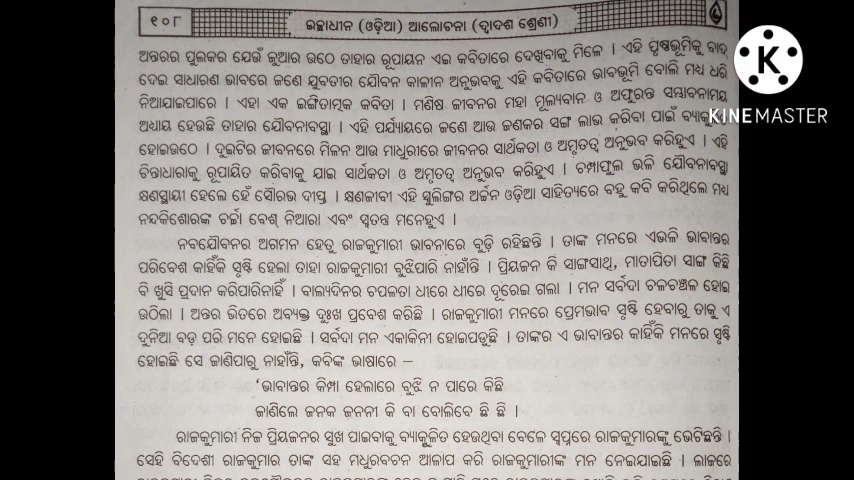 ୧୦୮
ଇଚ୍ଛାଧୀନ (ଓଡ଼ିଆ) ଆଲୋଚନା (ଦ୍ୱାଦଶ ଶ୍ରେଣୀ)
ଅନ୍ତରର ପୁଲକର ଯେଉଁ ଜୁଆର ଉଠେ ତାହାର ରୂପାୟନ ଏଇ କବିତାରେ ଦେଖିବାକୁ ମିଳେ । ଏହି ପୃଷ୍ଠଭୂମିକୁ ବାଦ୍
ଦେଇ ସାଧାରଣ ଭାବରେ ଜଣେ ଯୁବତୀର ଯୌବନ କାଳୀନ ଅନୁଭବକୁ ଏହି କବିତାରେ ଭାବଭୂମି ବୋଲି ମଧ୍ୟ ଧରି
ନିଆଯାଇପାରେ । ଏହା ଏକ ଇଙ୍ଗିତାତ୍ମକ କବିତା । ମଣିଷ ଜୀବନର ମହା ମୂଲ୍ୟବାନ ଓ ଅଫୁରନ୍ତ ସମ୍ଭାବନାମୟ
ଅଧ୍ୟାୟ ହେଉଛି ତାହାର ଯୌବନାବସ୍ଥା । ଏହି ପର୍ଯ୍ୟାୟରେ ଜଣେ ଆଉ ଜଣକର ସଙ୍ଗ ଲାଭ କରିବା ପାଇଁ
ହୋଇଉଠେ । ଦୁଇଟିର ଜୀବନରେ ମିଳନ ଆଉ ମାଧୁରୀରେ ଜୀବନର ସାର୍ଥକତା ଓ ଅମୃତତ୍ୱ ଅନୁଭବ କରିହୁଏ । ଏହି
ଚିନ୍ତାଧାରାକୁ ରୂପାୟିତ କରିବାକୁ ଯାଇ ସାର୍ଥକତା ଓ ଅମୃତତ୍ୱ ଅନୁଭବ କରିହୁଏ । ଚମ୍ପାଫୁଲ ଭଳି ଯୌବନାବସ୍ଥା
କ୍ଷଣସ୍ଥାୟୀ ହେଲେ ହେଁ ସୌରଭ ଦୀପ୍ତ । କ୍ଷଣଜୀବୀ ଏହି ସ୍ଫୁଲିଙ୍ଗର ଅର୍ଚ୍ଚନ ଓଡ଼ିଆ ସାହିତ୍ୟରେ ବହୁ କବି କରିଥିଲେ ମଧ୍ୟ
ନନ୍ଦକିଶୋରଙ୍କ ଚର୍ଚ୍ଚା ବେଶ୍ ନିଆରା ଏବଂ ସ୍ୱତନ୍ତ୍ର ମନେହୁଏ ।
ନବଯୌବନର ଅଗମନ ହେତୁ ରାଜକୁମାରୀ ଭାବନାରେ ବୁଡ଼ି ରହିଛନ୍ତି । ତାଙ୍କ ମନରେ ଏଭଳି ଭାବାନ୍ତର
ପରିବେଶ କାହିଁକି ସୃଷ୍ଟି ହେଲା ତାହା ରାଜକୁମାରୀ ବୁଝିପାରି ନାହାଁନ୍ତି । ପ୍ରିୟଜନ କି ସାଙ୍ଗସାଥି, ମାତାପିତା ସାଙ୍ଗ କିଛି
ବି ଖୁସି ପ୍ରଦାନ କରିପାରିନାହିଁ । ବାଲ୍ୟଦିନର ଚପଳତା ଧୀରେ ଧୀରେ ଦୂରେଇ ଗଲା । ମନ ସର୍ବଦା ଚଳଚଞ୍ଚଳ ହୋଇ
ଉଠିଲା । ଅନ୍ତର ଭିତରେ ଅବ୍ୟକ୍ତ ଦୁଃଖ ପ୍ରବେଶ କରିଛି । ରାଜକୁମାରୀ ମନରେ ପ୍ରେମଭାବ ସୃଷ୍ଟି ହେବାରୁ ତାକୁ ଏ
ଦୁନିଆ ବଡ଼ ପରି ମନେ ହୋଇଛି । ସର୍ବଦା ମନ ଏକାକିନୀ ହୋଇପଡୁଛି । ତାଙ୍କର ଏ ଭାବାନ୍ତର କାହିଁକି ମନରେ ସୃଷ୍ଟି
ହୋଇଛି ସେ ଜାଣିପାରୁ ନାହାଁନ୍ତି, କବିଙ୍କ ଭାଷାରେ –
‘ଭାବାନ୍ତର କିମ୍ପା ହେଲାରେ ବୁଝି ନ ପାରେ କିଛି
ଜାଣିଲେ ଜନକ ଜନନୀ କି ବା ବୋଲିବେ ଛି ଛି ।
ରାଜକୁମାରୀ ନିଜ ପ୍ରିୟଜନର ସୁଖ ପାଇବାକୁ ବ୍ୟାକୁଳିତ ହେଉଥିବା ବେଳେ ସ୍ୱପ୍ନରେ ରାଜକୁମାରଙ୍କୁ ଭେଟିଛନ୍ତି ।
ସେହି ବିଦେଶୀ ରାଜକୁମାର ତାଙ୍କ ସହ ମଧୁରବଚନ ଆଳାପ କରି ରାଜକୁମାରୀଙ୍କ ମନ ନେଇଯାଇଛି । ଲାଜରେ
K
KINEMASTER